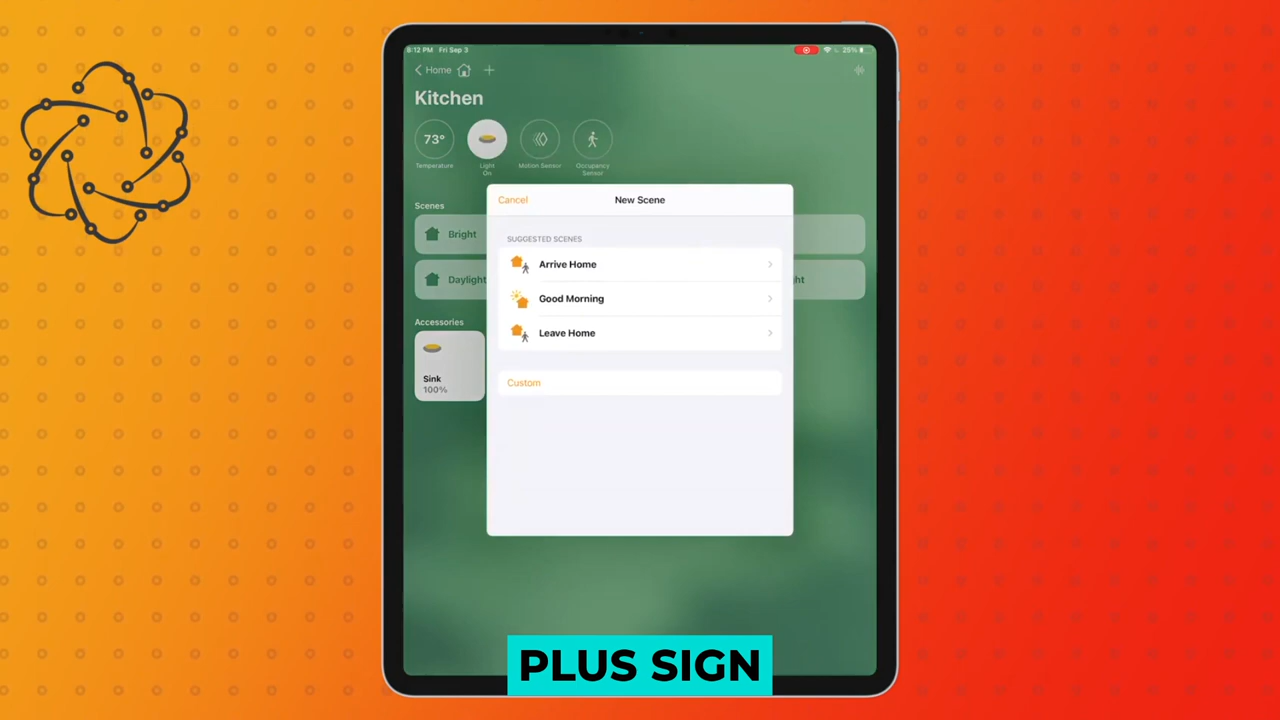 8:12 PM Fri Sep 3
25%
Home
Kitchen
73°
Temperature
Light
On
Motion Sensor
Occupancy
Sensor
Scenes
Bright
Daylight
ht
Accessories
Sink
100%
Cancel
New Scene
SUGGESTED SCENES
Arrive Home
Good Morning
Leave Home
Custom
PLUS SIGN